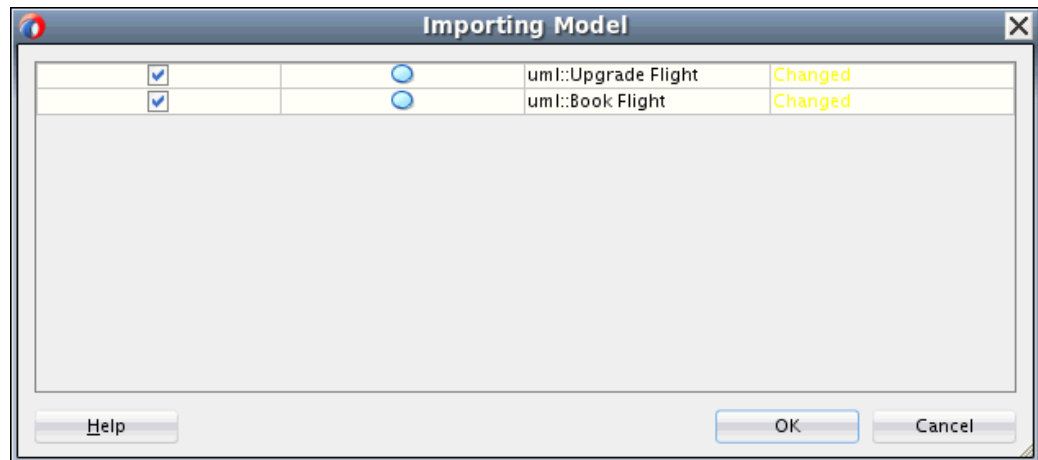 Importing Model
uml::Upgrade Flight Changed
uml::Book Flight Changed
Help OK Cancel